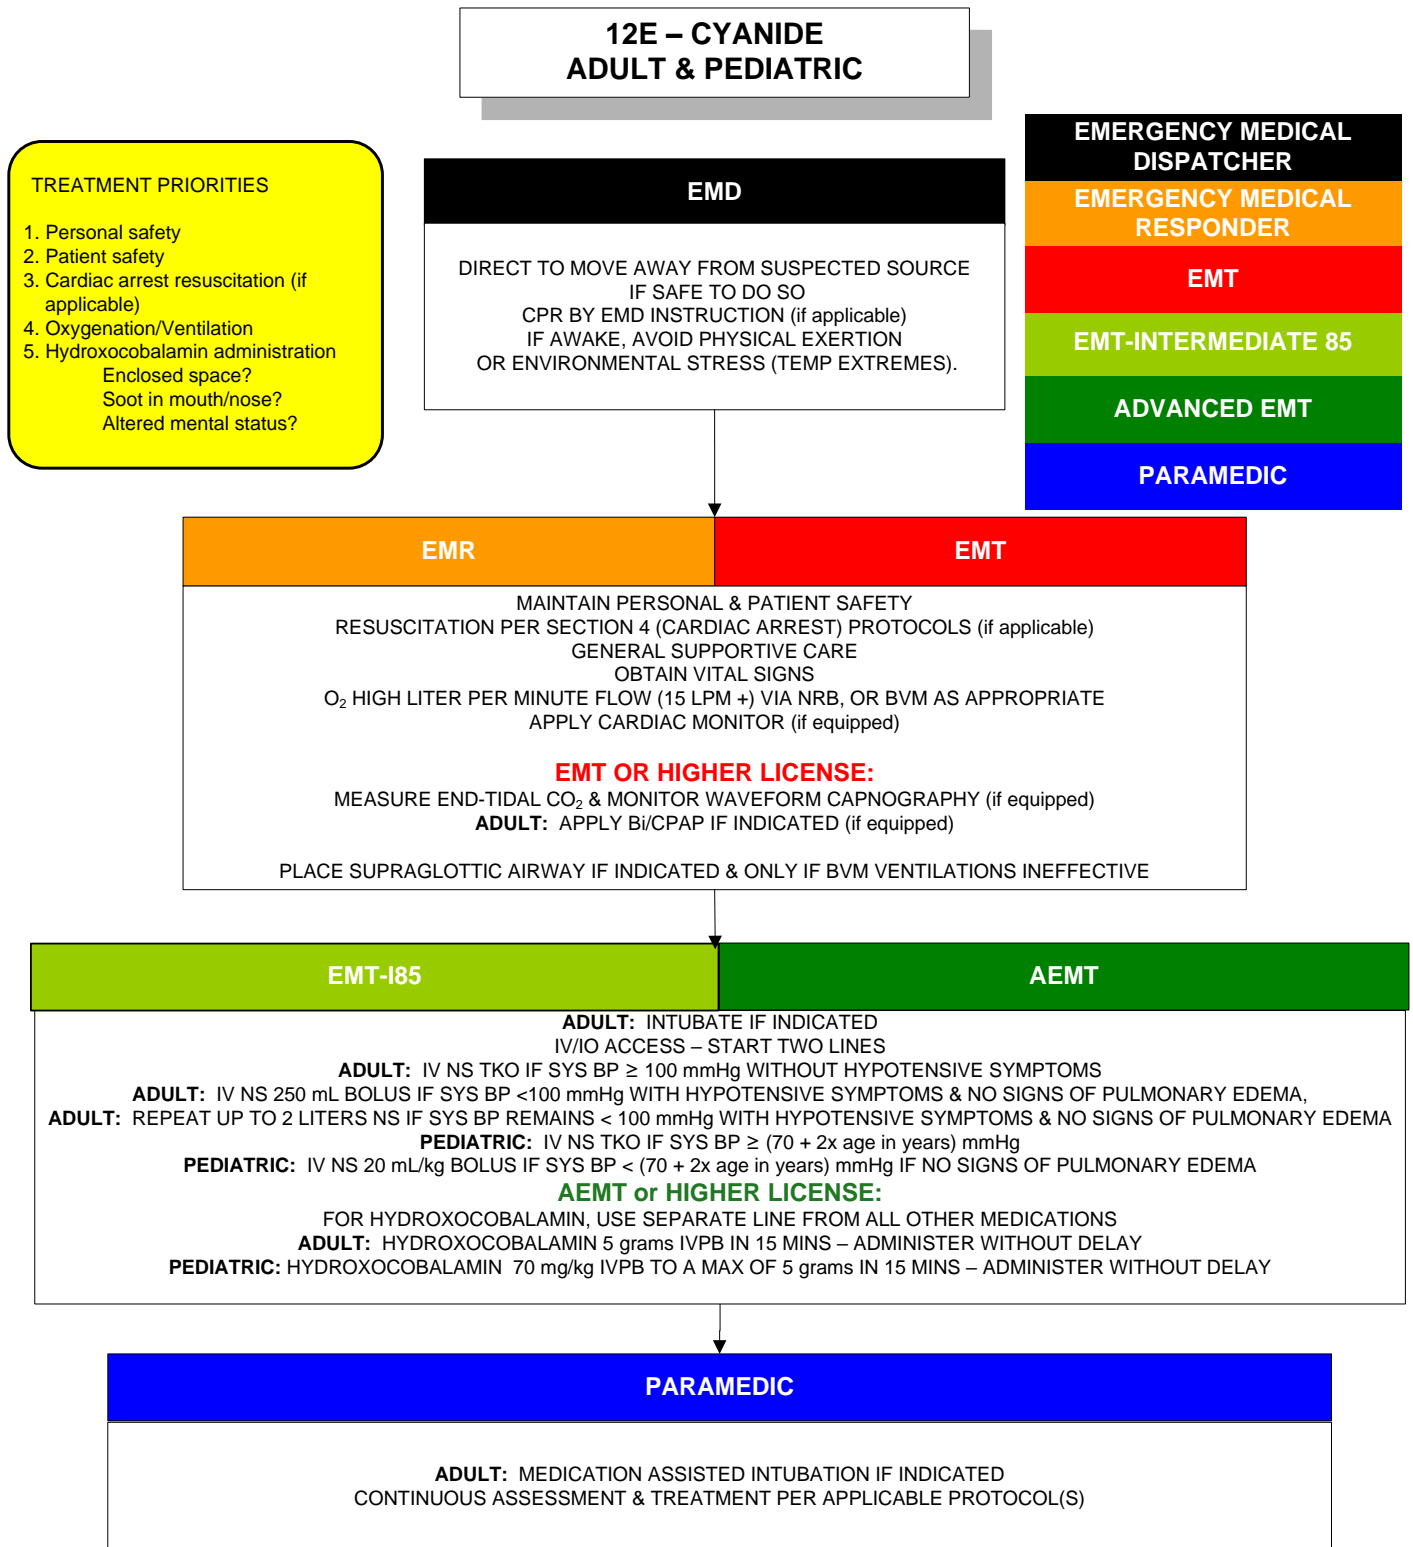 12E – CYANIDE
ADULT & PEDIATRIC
TREATMENT PRIORITIES
1. Personal safety
2. Patient safety
3. Cardiac arrest resuscitation (if
applicable)
4. Oxygenation/Ventilation
5. Hydroxocobalamin administration
Enclosed space?
Soot in mouth/nose?
Altered mental status?
EMD
DIRECT TO MOVE AWAY FROM SUSPECTED SOURCE
IF SAFE TO DO SO
CPR BY EMD INSTRUCTION (if applicable)
IF AWAKE, AVOID PHYSICAL EXERTION
OR ENVIRONMENTAL STRESS (TEMP EXTREMES).
EMERGENCY MEDICAL
DISPATCHER
EMERGENCY MEDICAL
RESPONDER
EMT
EMT-INTERMEDIATE 85
ADVANCED EMT
PARAMEDIC
EMR
EMT
MAINTAIN PERSONAL & PATIENT SAFETY
RESUSCITATION PER SECTION 4 (CARDIAC ARREST) PROTOCOLS (if applicable)
GENERAL SUPPORTIVE CARE
OBTAIN VITAL SIGNS
O₂ HIGH LITER PER MINUTE FLOW (15 LPM +) VIA NRB, OR BVM AS APPROPRIATE
APPLY CARDIAC MONITOR (if equipped)
EMT OR HIGHER LICENSE:
MEASURE END-TIDAL CO₂ & MONITOR WAVEFORM CAPNOGRAPHY (if equipped)
ADULT: APPLY Bi/CPAP IF INDICATED (if equipped)
PLACE SUPRAGLOTTIC AIRWAY IF INDICATED & ONLY IF BVM VENTILATIONS INEFFECTIVE
EMT-I85
AEMT
ADULT: INTUBATE IF INDICATED
IV/IO ACCESS – START TWO LINES
ADULT: IV NS TKO IF SYS BP ≥ 100 mmHg WITHOUT HYPOTENSIVE SYMPTOMS
ADULT: IV NS 250 mL BOLUS IF SYS BP <100 mmHg WITH HYPOTENSIVE SYMPTOMS & NO SIGNS OF PULMONARY EDEMA,
ADULT: REPEAT UP TO 2 LITERS NS IF SYS BP REMAINS < 100 mmHg WITH HYPOTENSIVE SYMPTOMS & NO SIGNS OF PULMONARY EDEMA
PEDIATRIC: IV NS TKO IF SYS BP ≥ (70 + 2x age in years) mmHg
PEDIATRIC: IV NS 20 mL/kg BOLUS IF SYS BP < (70 + 2x age in years) mmHg IF NO SIGNS OF PULMONARY EDEMA
AEMT or HIGHER LICENSE:
FOR HYDROXOCOBALAMIN, USE SEPARATE LINE FROM ALL OTHER MEDICATIONS
ADULT: HYDROXOCOBALAMIN 5 grams IVPB IN 15 MINS – ADMINISTER WITHOUT DELAY
PEDIATRIC: HYDROXOCOBALAMIN 70 mg/kg IVPB TO A MAX OF 5 grams IN 15 MINS – ADMINISTER WITHOUT DELAY
PARAMEDIC
ADULT: MEDICATION ASSISTED INTUBATION IF INDICATED
CONTINUOUS ASSESSMENT & TREATMENT PER APPLICABLE PROTOCOL(S)